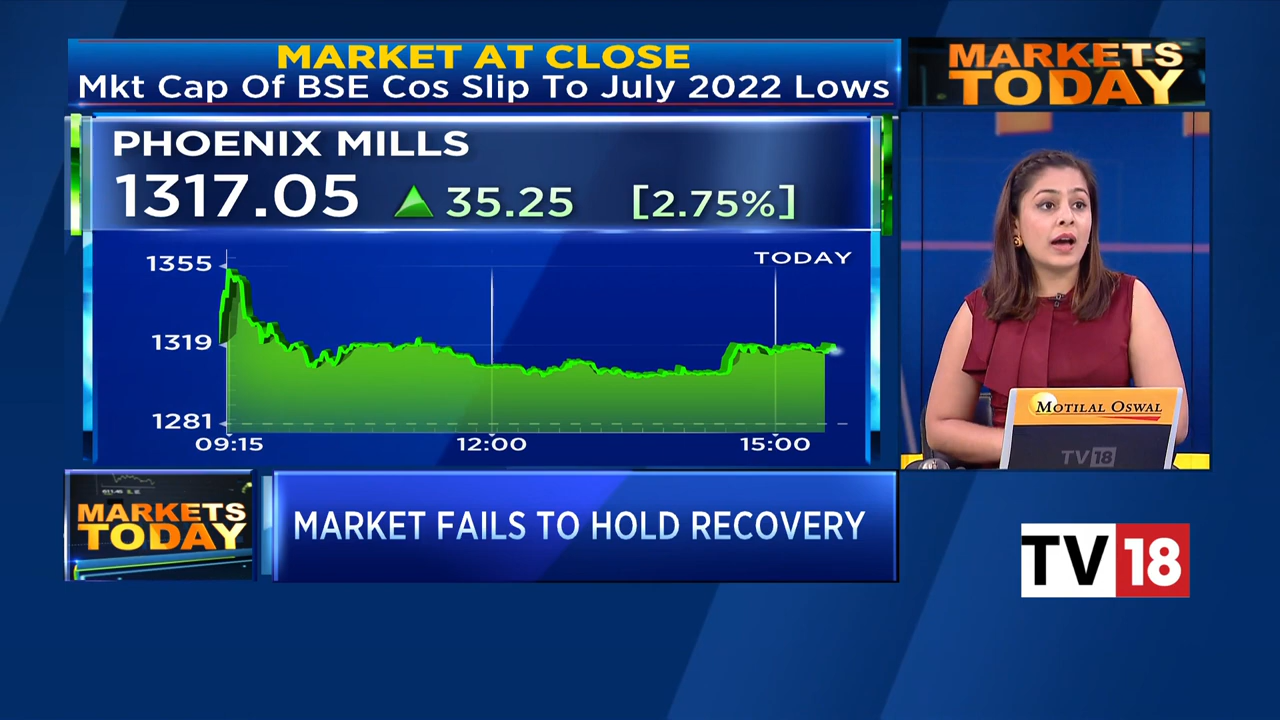 MARKET AT CLOSE
Mkt Cap Of BSE Cos Slip To July 2022 Lows
MARKETS
TODAY
PHOENIX MILLS
1317.05 ▲ 35.25 [2.75%]
TODAY
1355
1319
1281
09:15 12:00 15:00
MOTILAL OSWAL
TV18
MARKETS
TODAY
MARKET FAILS TO HOLD RECOVERY
TV18